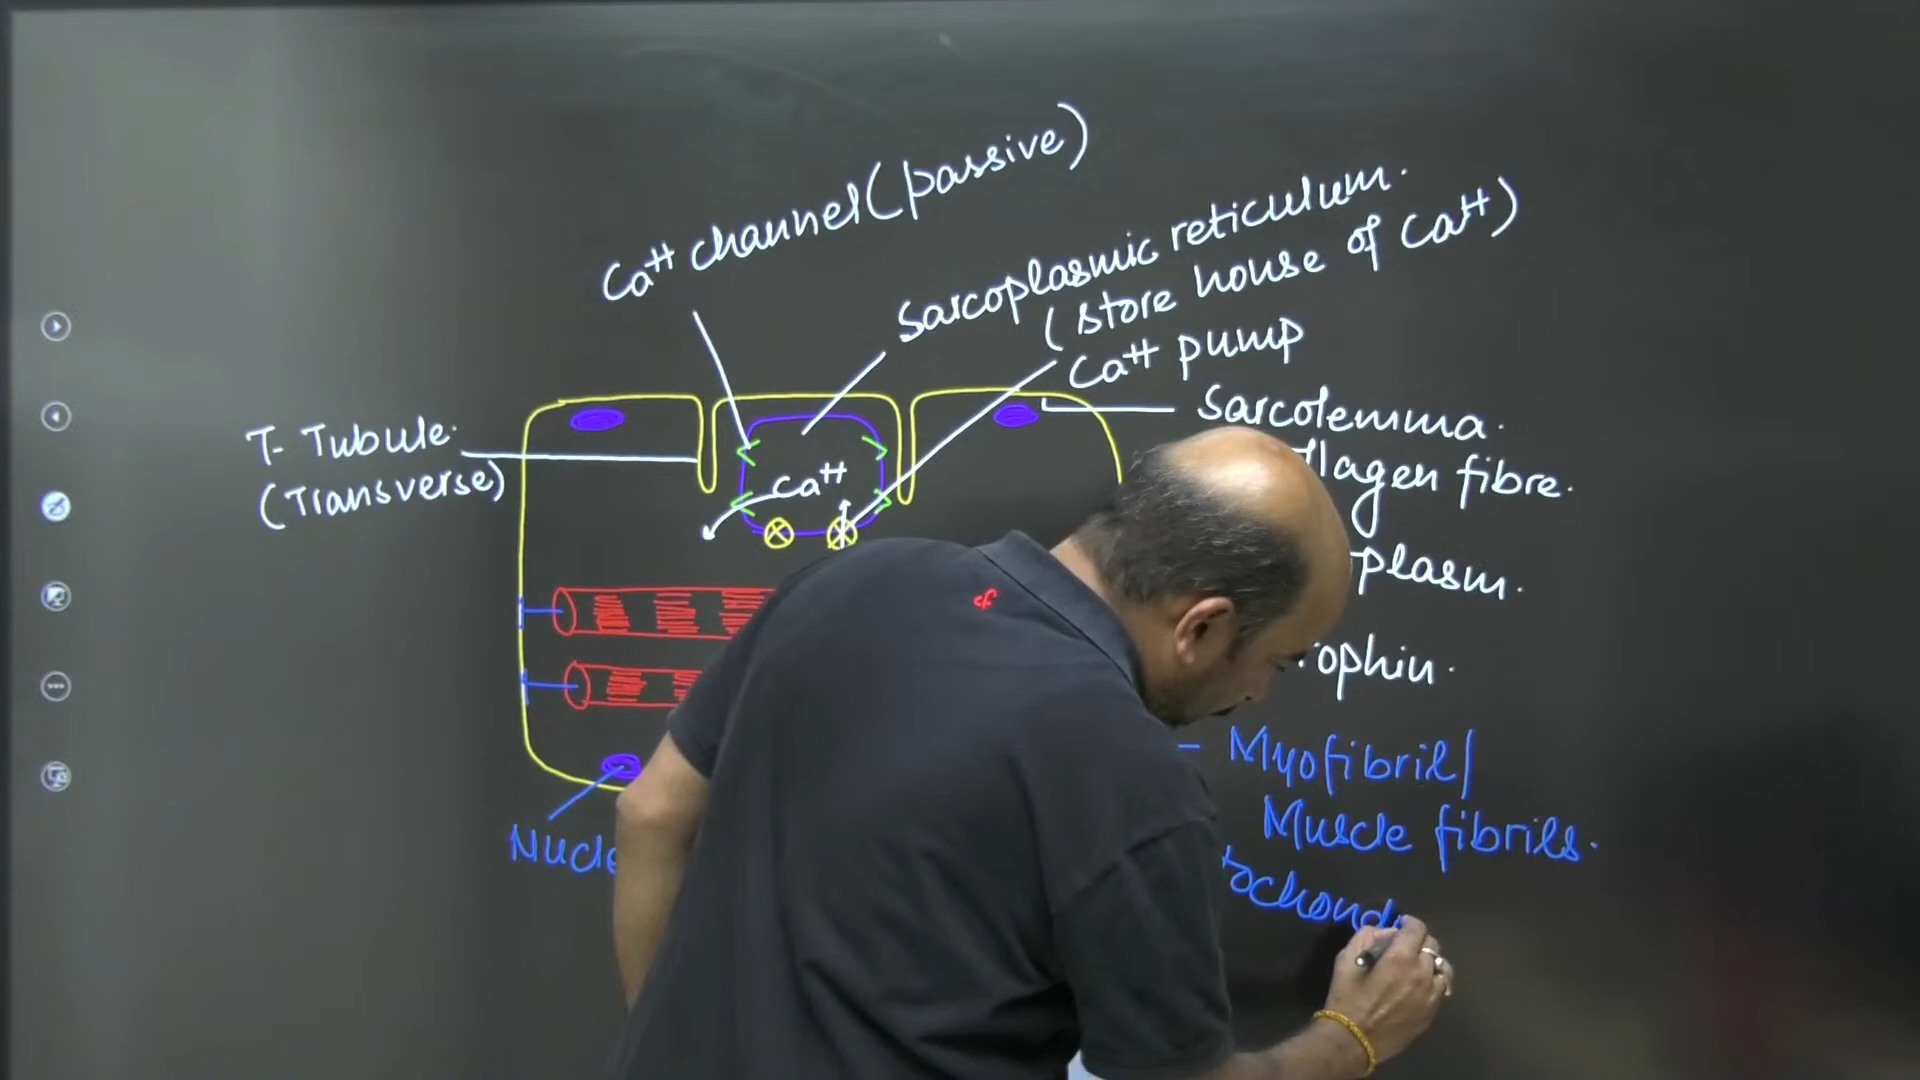 Ca++ channel (passive)
Sarcoplasmic reticulum.
(store house of Ca++)
Ca++ pump
Sarcolemma.
T-Tubule.
(Transverse)
Ca++
fibre.
Myofibril/
Muscle fibrils.